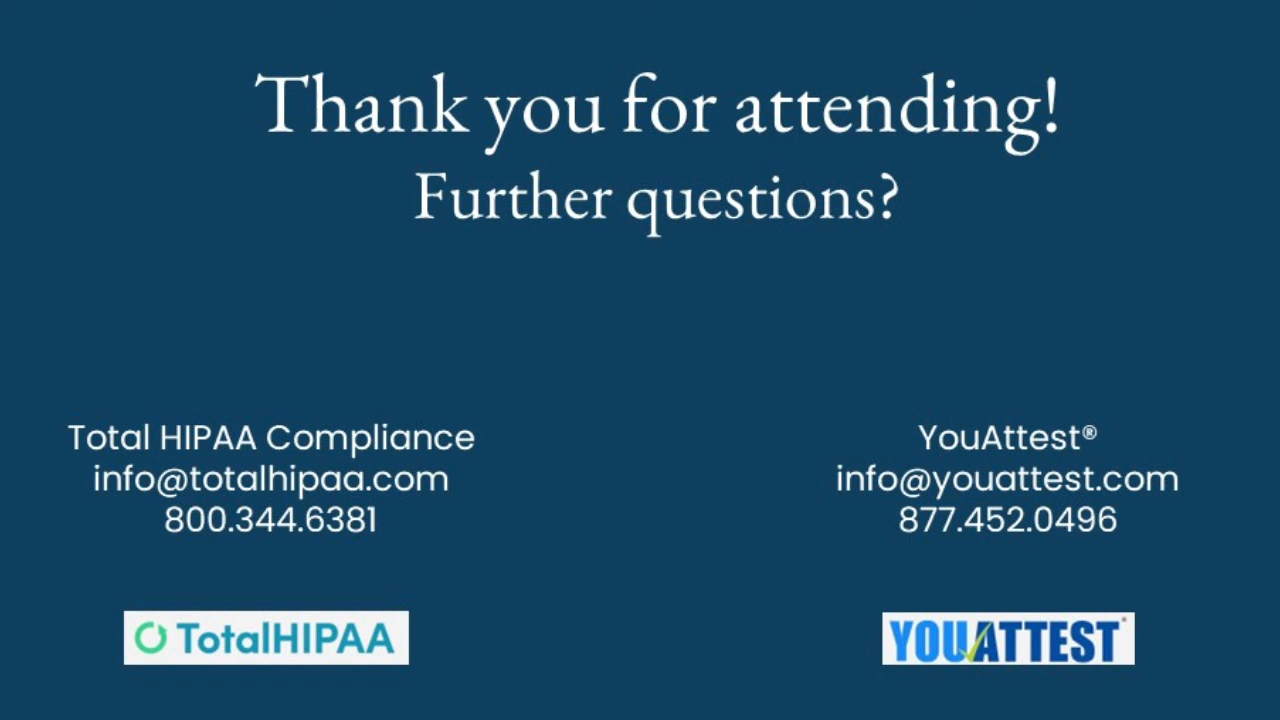 Thank you for attending!
Further questions?
Total HIPAA Compliance
info@totalhipaa.com
800.344.6381
TotalHIPAA
YouAttest®
info@youattest.com
877.452.0496
YOUATTEST